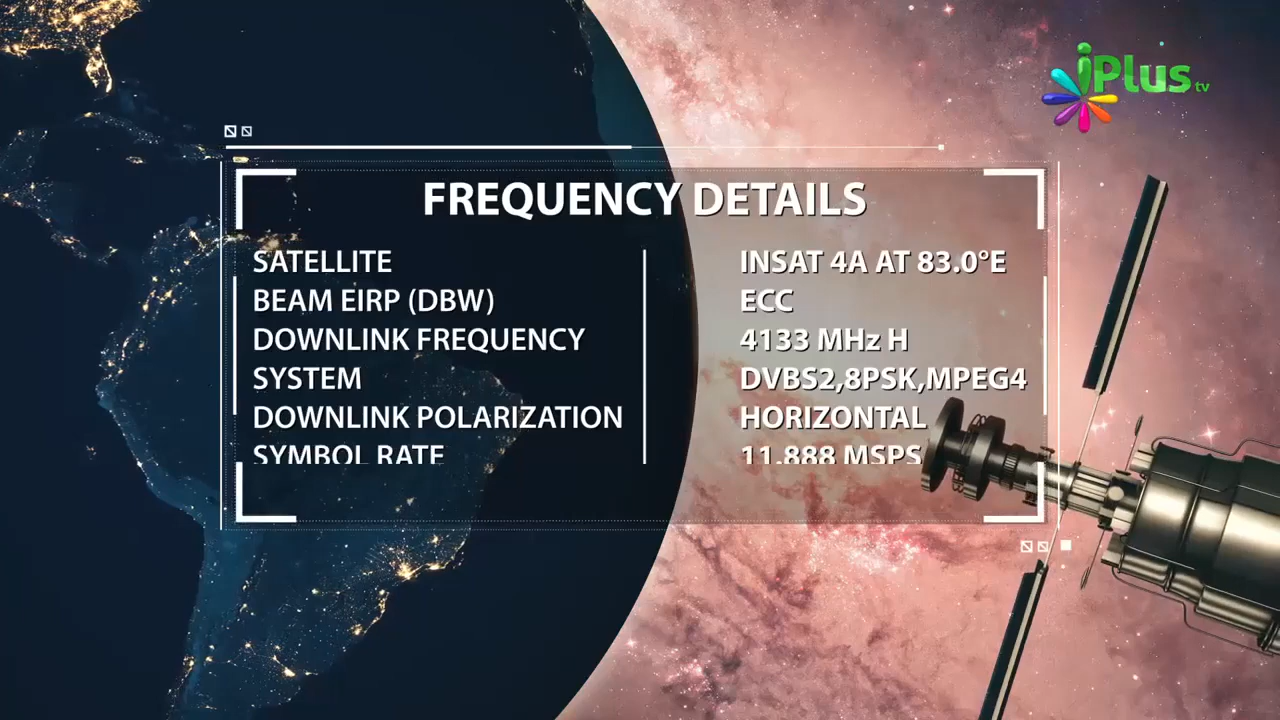 iPlus tv
FREQUENCY DETAILS
SATELLITE INSAT 4A AT 83.0°E
BEAM EIRP (DBW) ECC
DOWNLINK FREQUENCY 4133 MHz H
SYSTEM DVBS2,8PSK,MPEG4
DOWNLINK POLARIZATION HORIZONTAL
SYMBOL RATE 11.888 MSPS